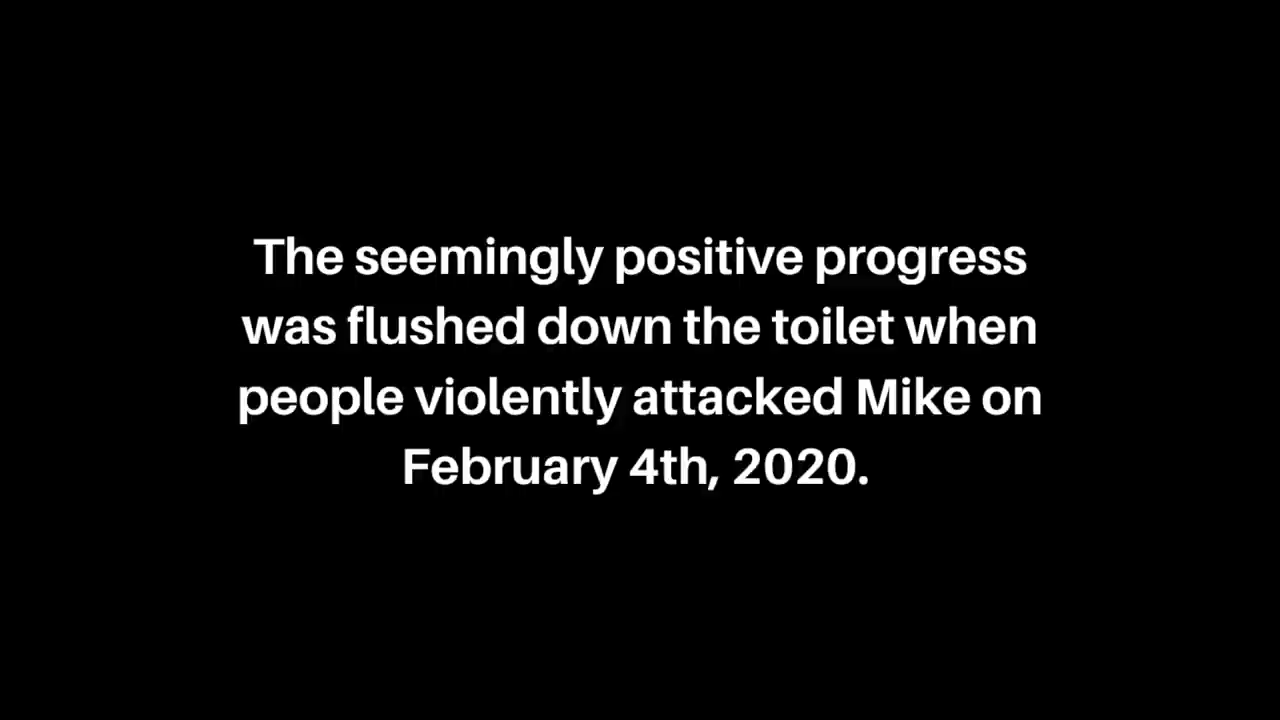 The seemingly positive progress
was flushed down the toilet when
people violently attacked Mike on
February 4th, 2020.